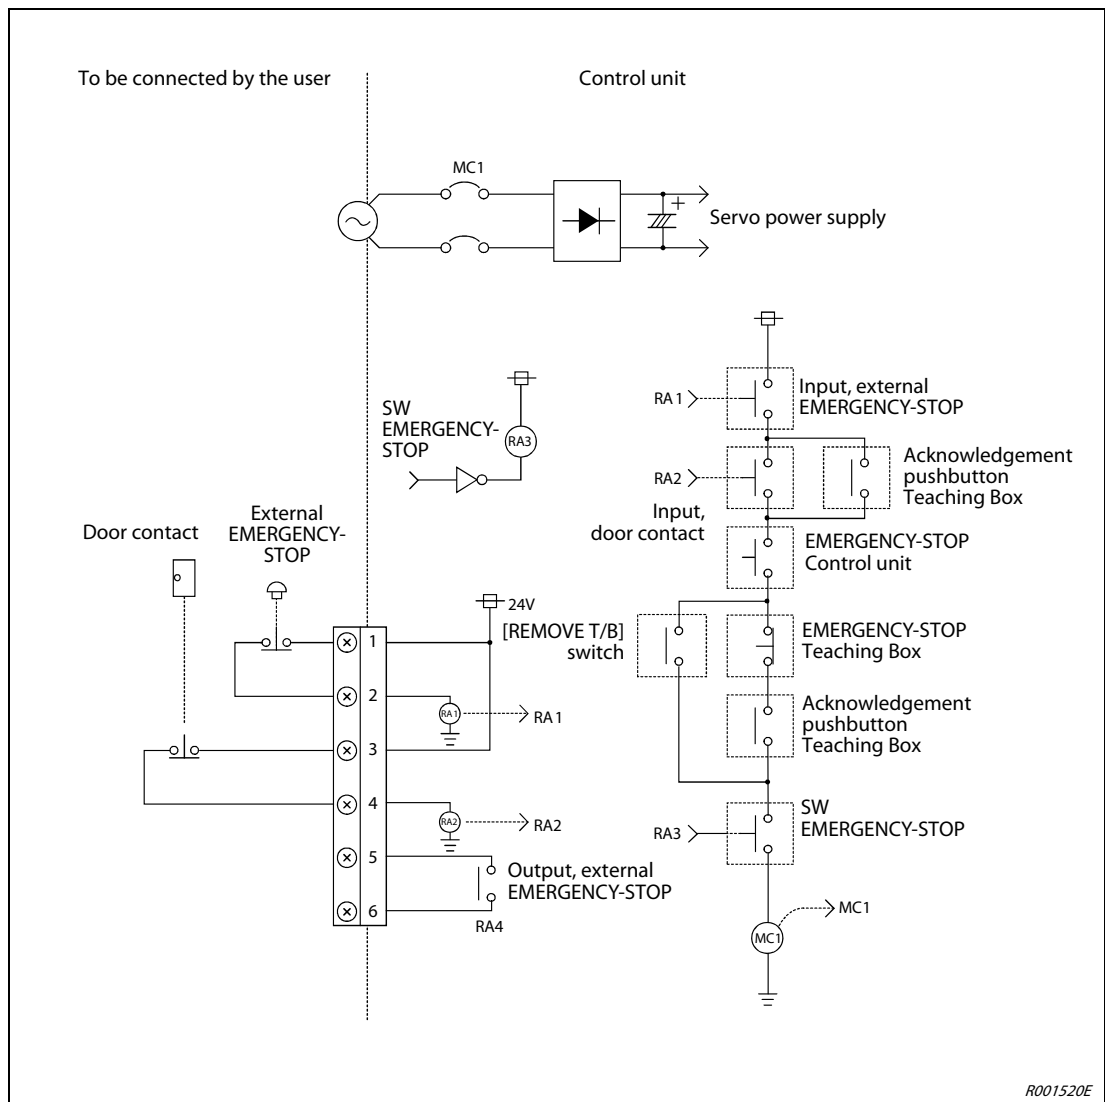 To be connected by the user
Control unit
MC1
+
Servo power supply
SW
EMERGENCY-
STOP
RA3
RA 1
Input, external
EMERGENCY-STOP
RA2
Input,
door contact
Acknowledgement
pushbutton
Teaching Box
EMERGENCY-STOP
Control unit
Door contact
External
EMERGENCY-
STOP
24V
[REMOVE T/B]
switch
EMERGENCY-STOP
Teaching Box
Acknowledgement
pushbutton
Teaching Box
1
2
RA1
RA 1
3
4
RA2
RA2
5
6
Output, external
EMERGENCY-STOP
RA4
RA3
SW
EMERGENCY-STOP
MC1
MC1
R001520E